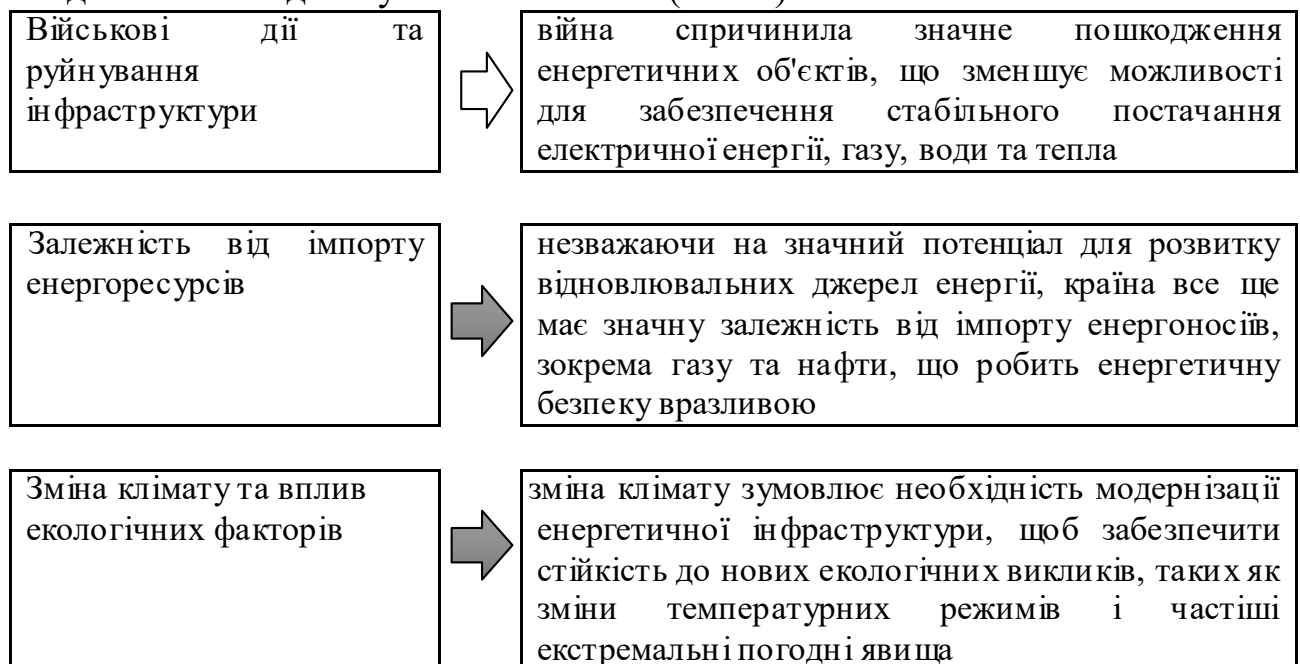 Військові дії та
руйнування
інфраструктури
війна спричинила значне пошкодження
енергетичних об'єктів, що зменшує можливості
для забезпечення стабільного постачання
електричної енергії, газу, води та тепла
Залежність від імпорту
енергоресурсів
незважаючи на значний потенціал для розвитку
відновлювальних джерел енергії, країна все ще
має значну залежність від імпорту енергоносіїв,
зокрема газу та нафти, що робить енергетичну
безпеку вразливою
Зміна клімату та вплив
екологічних факторів
зміна клімату зумовлює необхідність модернізації
енергетичної інфраструктури, щоб забезпечити
стійкість до нових екологічних викликів, таких як
зміни температурних режимів і частіші
екстремальні погодні явища